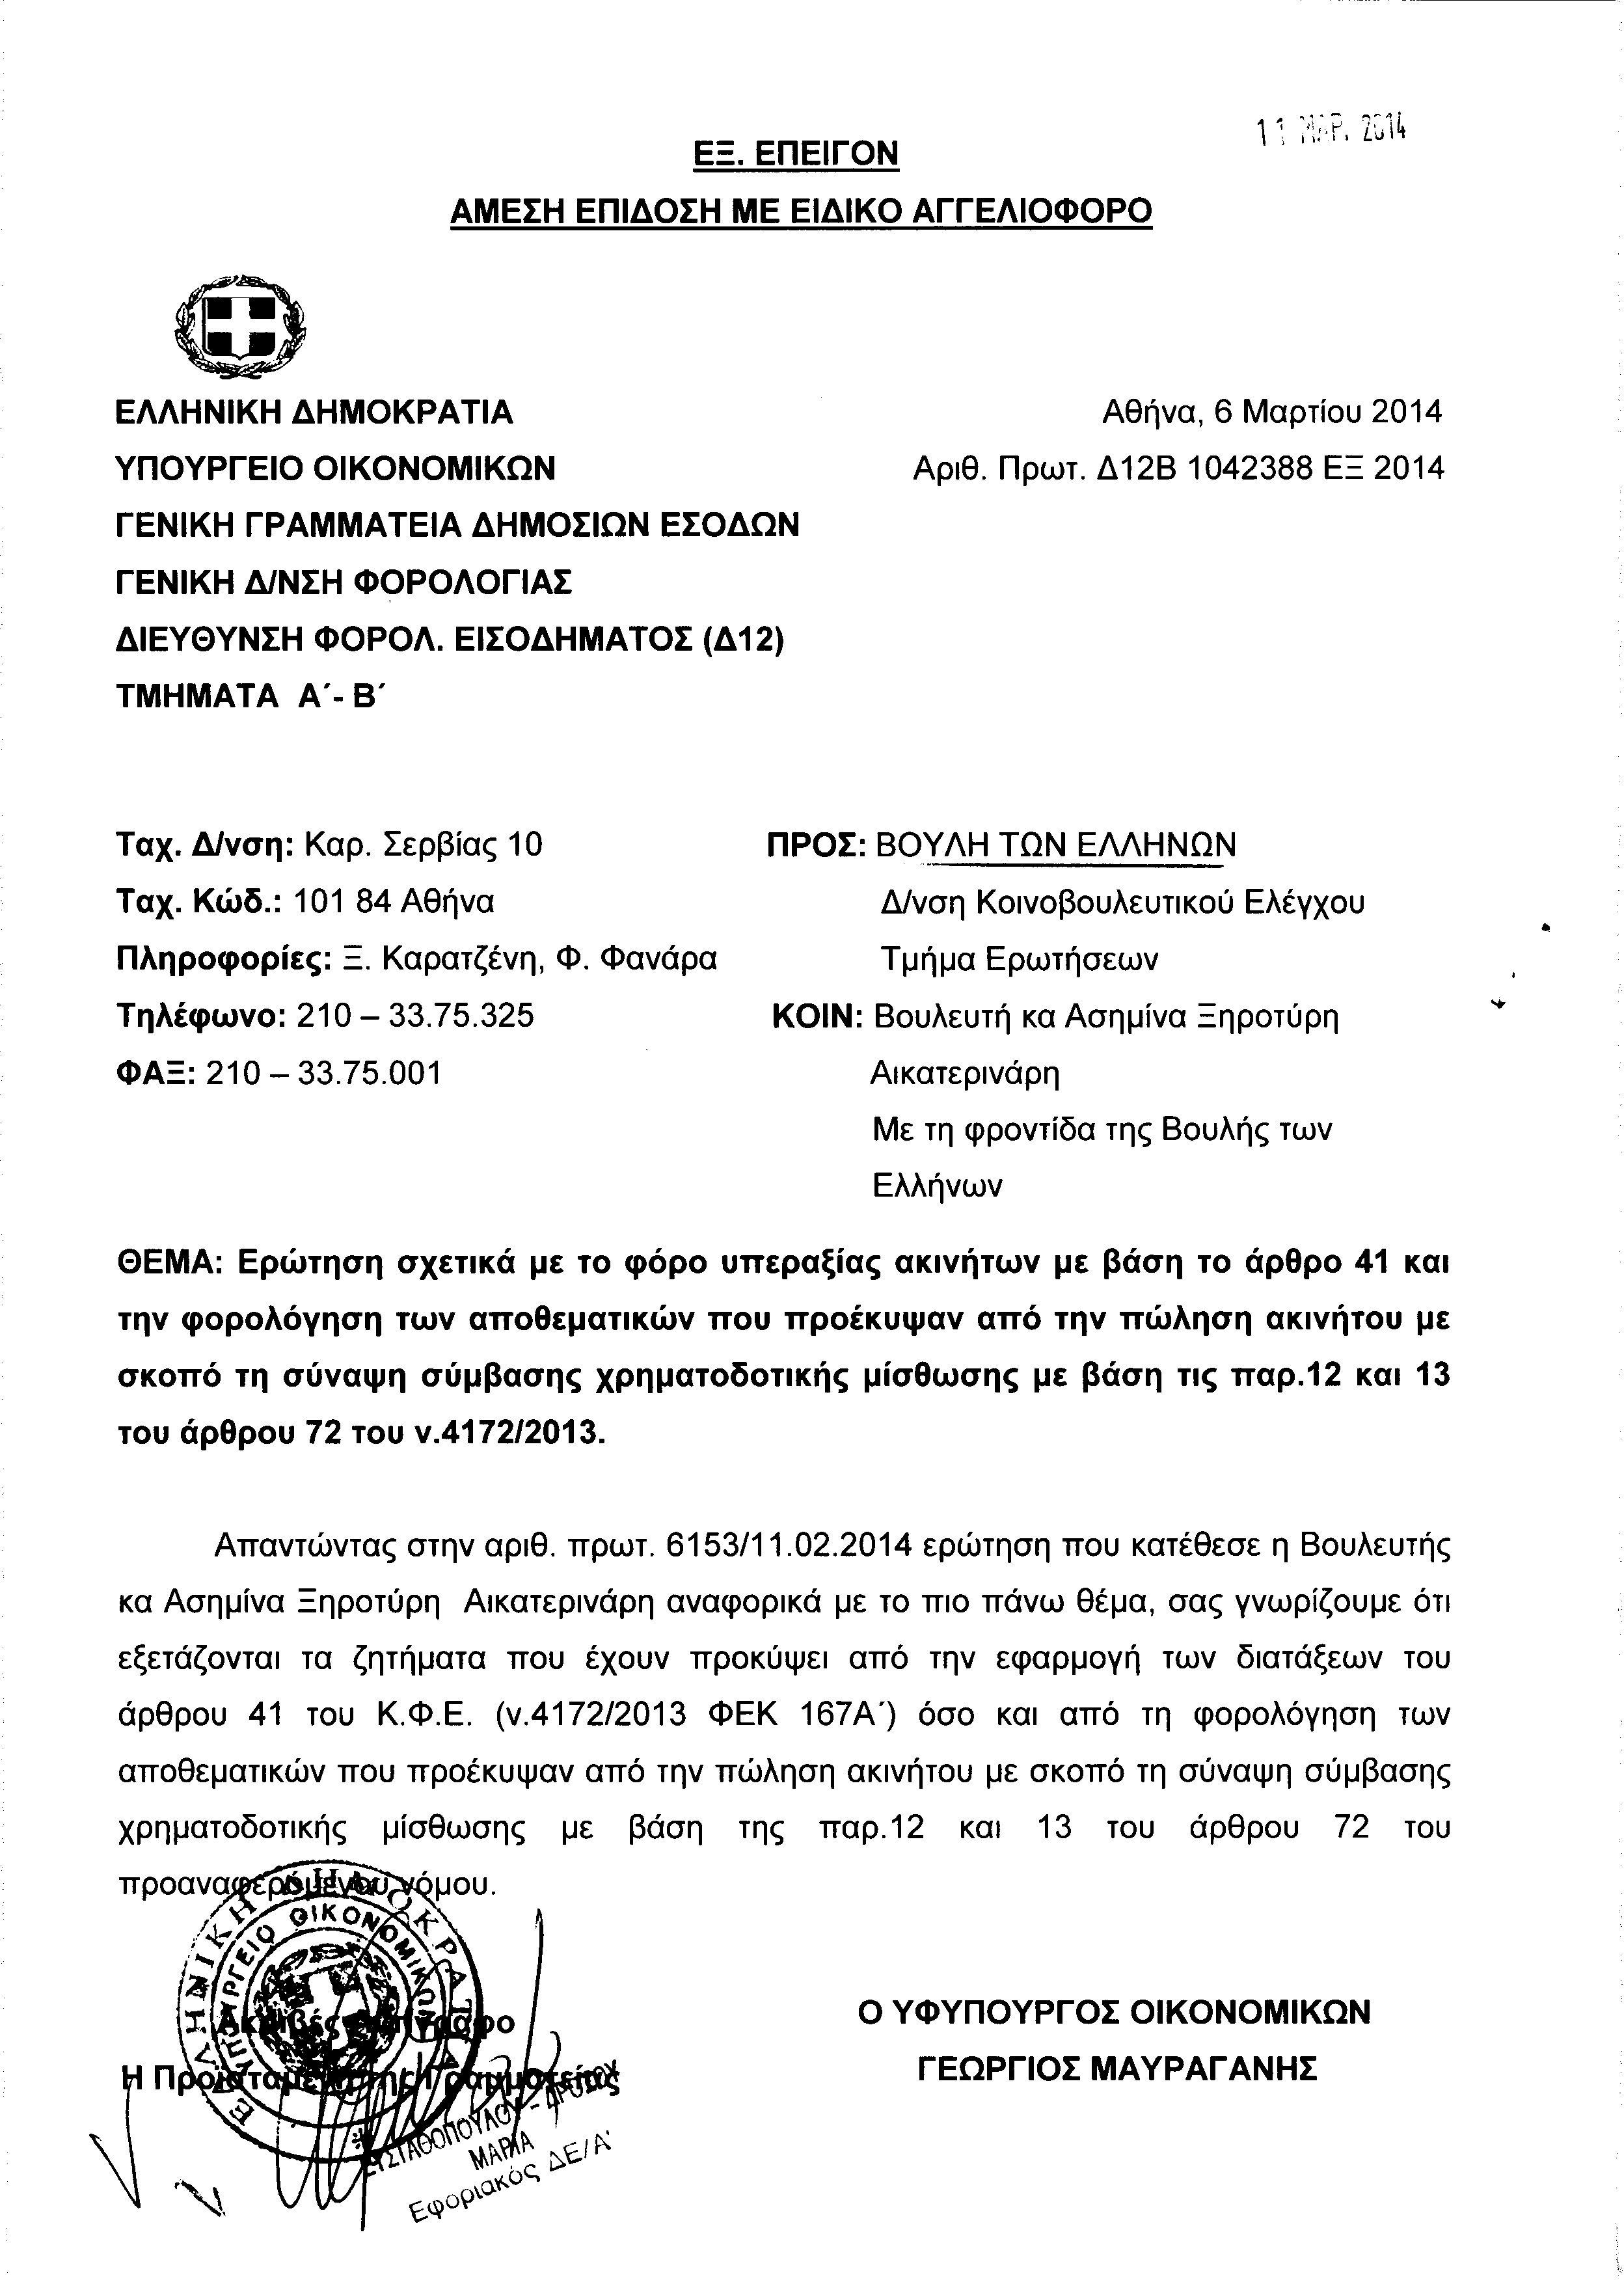 11 ΜΑΡ. 2014
ΕΞ. ΕΠΕΙΓΟΝ
ΑΜΕΣΗ ΕΠΙΔΟΣΗ ΜΕ ΕΙΔΙΚΟ ΑΓΓΕΛΙΟΦΟΡΟ
ΕΛΛΗΝΙΚΗ ΔΗΜΟΚΡΑΤΙΑ
ΥΠΟΥΡΓΕΙΟ ΟΙΚΟΝΟΜΙΚΩΝ
ΓΕΝΙΚΗ ΓΡΑΜΜΑΤΕΙΑ ΔΗΜΟΣΙΩΝ ΕΣΟΔΩΝ
ΓΕΝΙΚΗ Δ/ΝΣΗ ΦΟΡΟΛΟΓΙΑΣ
ΔΙΕΥΘΥΝΣΗ ΦΟΡΟΛ. ΕΙΣΟΔΗΜΑΤΟΣ (Δ12)
ΤΜΗΜΑΤΑ Α΄- Β΄
Αθήνα, 6 Μαρτίου 2014
Αριθ. Πρωτ. Δ12Β 1042388 ΕΞ 2014
Ταχ. Δ/νση: Καρ. Σερβίας 10
Ταχ. Κώδ.: 101 84 Αθήνα
Πληροφορίες: Ξ. Καρατζένη, Φ. Φανάρα
Τηλέφωνο: 210 – 33.75.325
ΦΑΞ: 210 – 33.75.001
ΠΡΟΣ: ΒΟΥΛΗ ΤΩΝ ΕΛΛΗΝΩΝ
Δ/νση Κοινοβουλευτικού Ελέγχου
Τμήμα Ερωτήσεων
ΚΟΙΝ: Βουλευτή κα Ασημίνα Ξηροτύρη
Αικατερινάρη
Με τη φροντίδα της Βουλής των
Ελλήνων
ΘΕΜΑ: Ερώτηση σχετικά με το φόρο υπεραξίας ακινήτων με βάση το άρθρο 41 και
την φορολόγηση των αποθεματικών που προέκυψαν από την πώληση ακινήτου με
σκοπό τη σύναψη σύμβασης χρηματοδοτικής μίσθωσης με βάση τις παρ.12 και 13
του άρθρου 72 του ν.4172/2013.
Απαντώντας στην αριθ. πρωτ. 6153/11.02.2014 ερώτηση που κατέθεσε η Βουλευτής
κα Ασημίνα Ξηροτύρη Αικατερινάρη αναφορικά με το πιο πάνω θέμα, σας γνωρίζουμε ότι
εξετάζονται τα ζητήματα που έχουν προκύψει από την εφαρμογή των διατάξεων του
άρθρου 41 του Κ.Φ.Ε. (ν.4172/2013 ΦΕΚ 167Α΄) όσο και από τη φορολόγηση των
αποθεματικών που προέκυψαν από την πώληση ακινήτου με σκοπό τη σύναψη σύμβασης
χρηματοδοτικής μίσθωσης με βάση της παρ.12 και 13 του άρθρου 72 του
προαναφερόμενου νόμου.
ΕΛΛΗΝΙΚΗ ΔΗΜΟΚΡΑΤΙΑ
ΥΠΟΥΡΓΕΙΟ ΟΙΚΟΝΟΜΙΚΩΝ
Ακριβές αντίγραφο
Η Προϊσταμένη της Γραμματείας
ΜΑΡΙΑ
Εφοριακός ΔΕ/Α'
Ο ΥΦΥΠΟΥΡΓΟΣ ΟΙΚΟΝΟΜΙΚΩΝ
ΓΕΩΡΓΙΟΣ ΜΑΥΡΑΓΑΝΗΣ